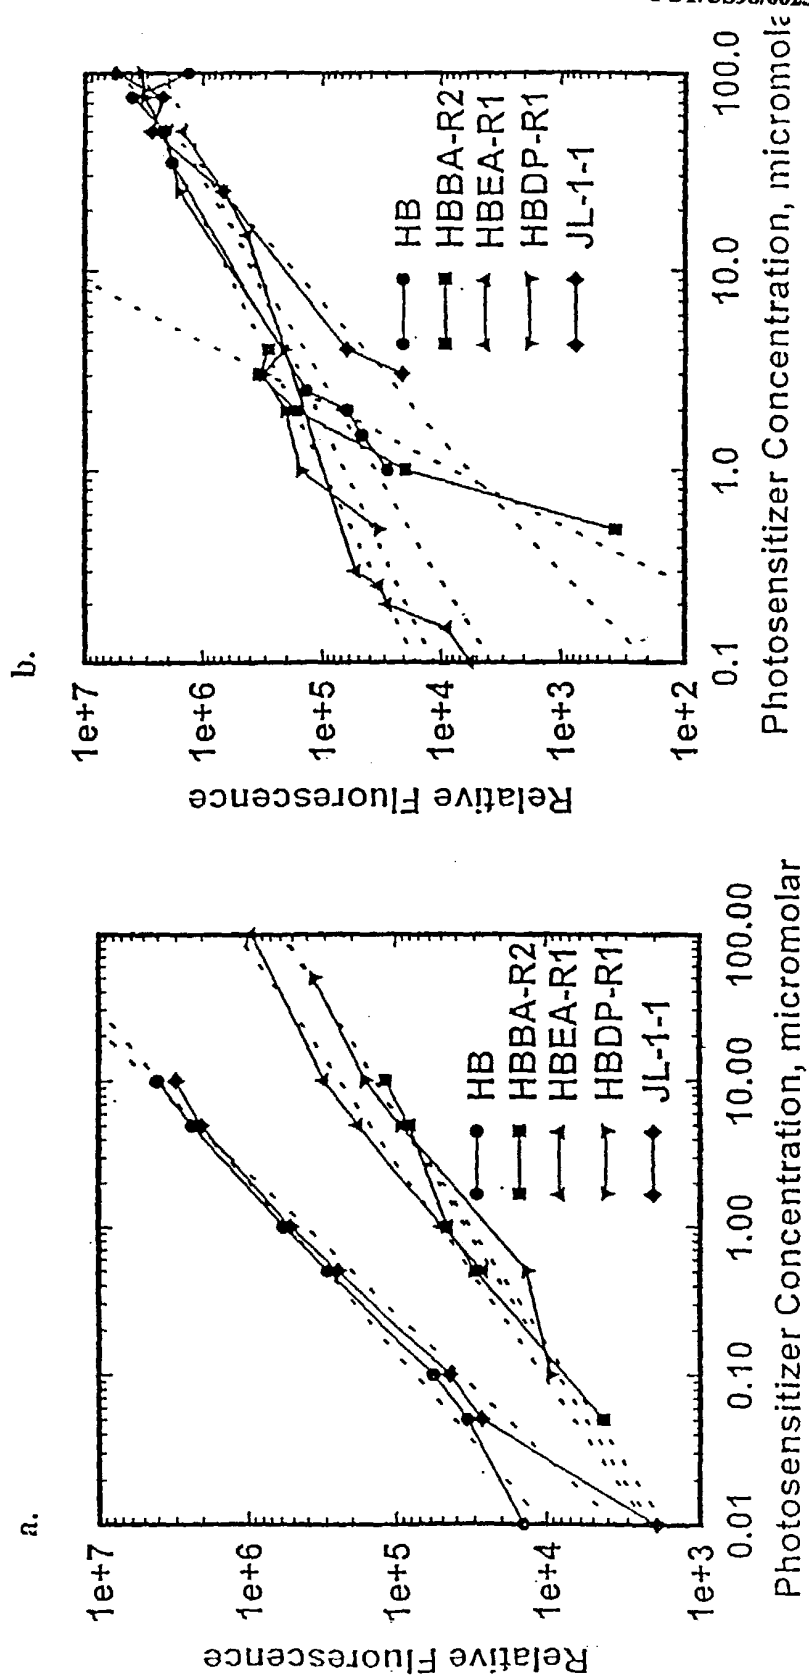 a.
Relative Fluorescence
1e+7
1e+6
1e+5
1e+4
1e+3
HB
HBBA-R2
HBEA-R1
HBDP-R1
JL-1-1
0.01
0.10
1.00
10.00
100.00
Photosensitizer Concentration, micromolar
b.
Relative Fluorescence
1e+7
1e+6
1e+5
1e+4
1e+3
1e+2
HB
HBBA-R2
HBEA-R1
HBDP-R1
JL-1-1
0.1
1.0
10.0
100.0
Photosensitizer Concentration, micromola